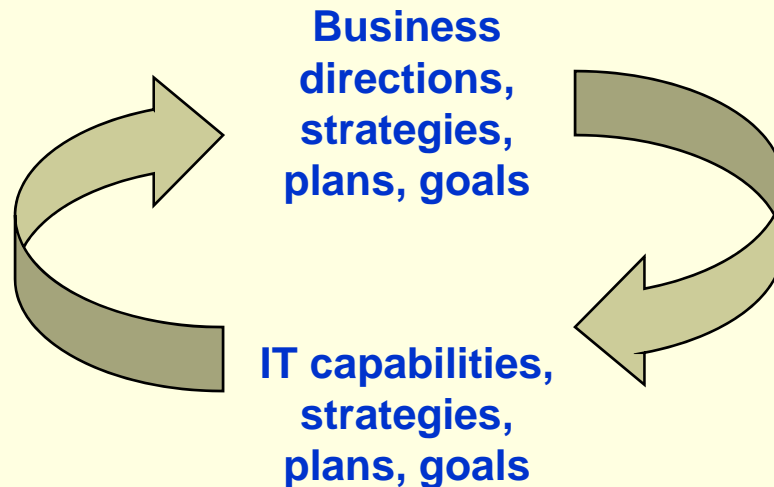 Business
directions,
strategies,
plans, goals
IT capabilities,
strategies,
plans, goals